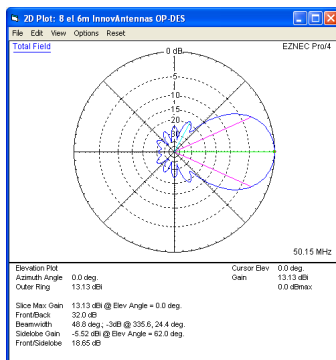 2D Plot: 8 el 6m InnovAntennas OP-DES
File Edit View Options Reset
Total Field
EZNEC Pro/4
0 dB
-5
-10
-15
-20
-30
50.15 MHz
Elevation Plot
Cursor Elev 0.0 deg.
Azimuth Angle 0.0 deg.
Gain 13.13 dBi
Outer Ring 13.13 dBi
0.0 dBmax
Slice Max Gain 13.13 dBi @ Elev Angle = 0.0 deg.
Front/Back 32.0 dB
Beamwidth 48.8 deg.; -3dB @ 335.6, 24.4 deg.
Sidelobe Gain -5.52 dBi @ Elev Angle = 62.0 deg.
Front/Sidelobe 18.65 dB